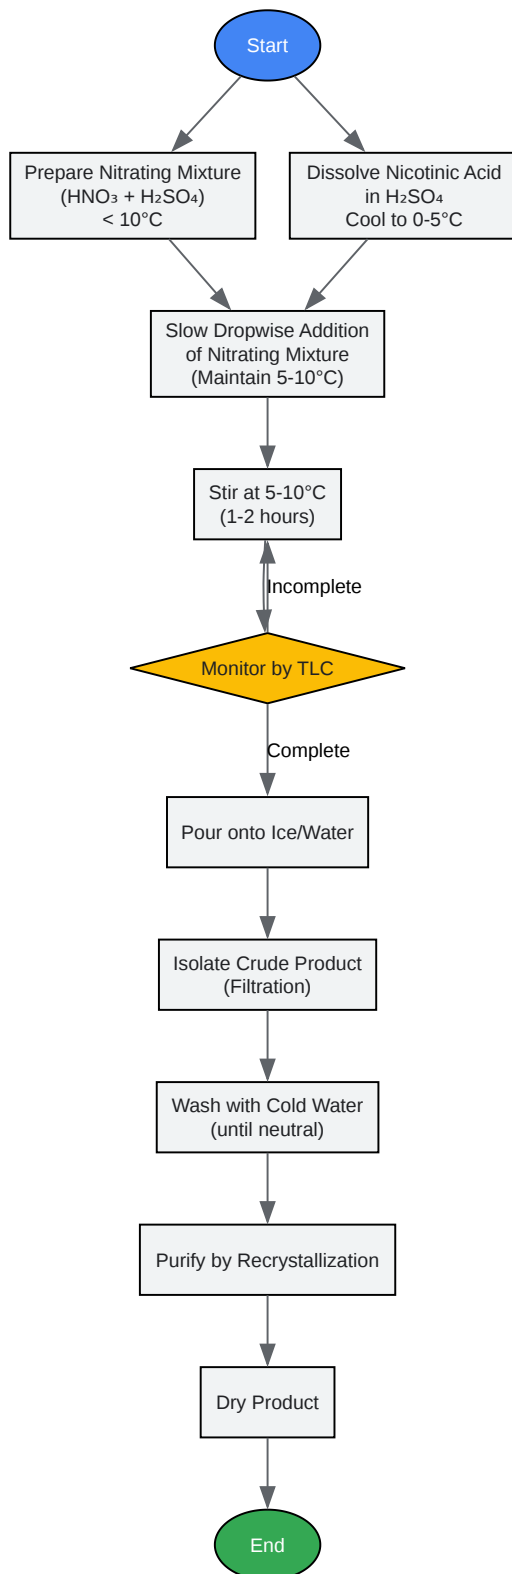 Start
Prepare Nitrating Mixture
(HNO₃ + H₂SO₄)
< 10°C
Dissolve Nicotinic Acid
in H₂SO₄
Cool to 0-5°C
Slow Dropwise Addition
of Nitrating Mixture
(Maintain 5-10°C)
Stir at 5-10°C
(1-2 hours)
Incomplete
Monitor by TLC
Complete
Pour onto Ice/Water
Isolate Crude Product
(Filtration)
Wash with Cold Water
(until neutral)
Purify by Recrystallization
Dry Product
End